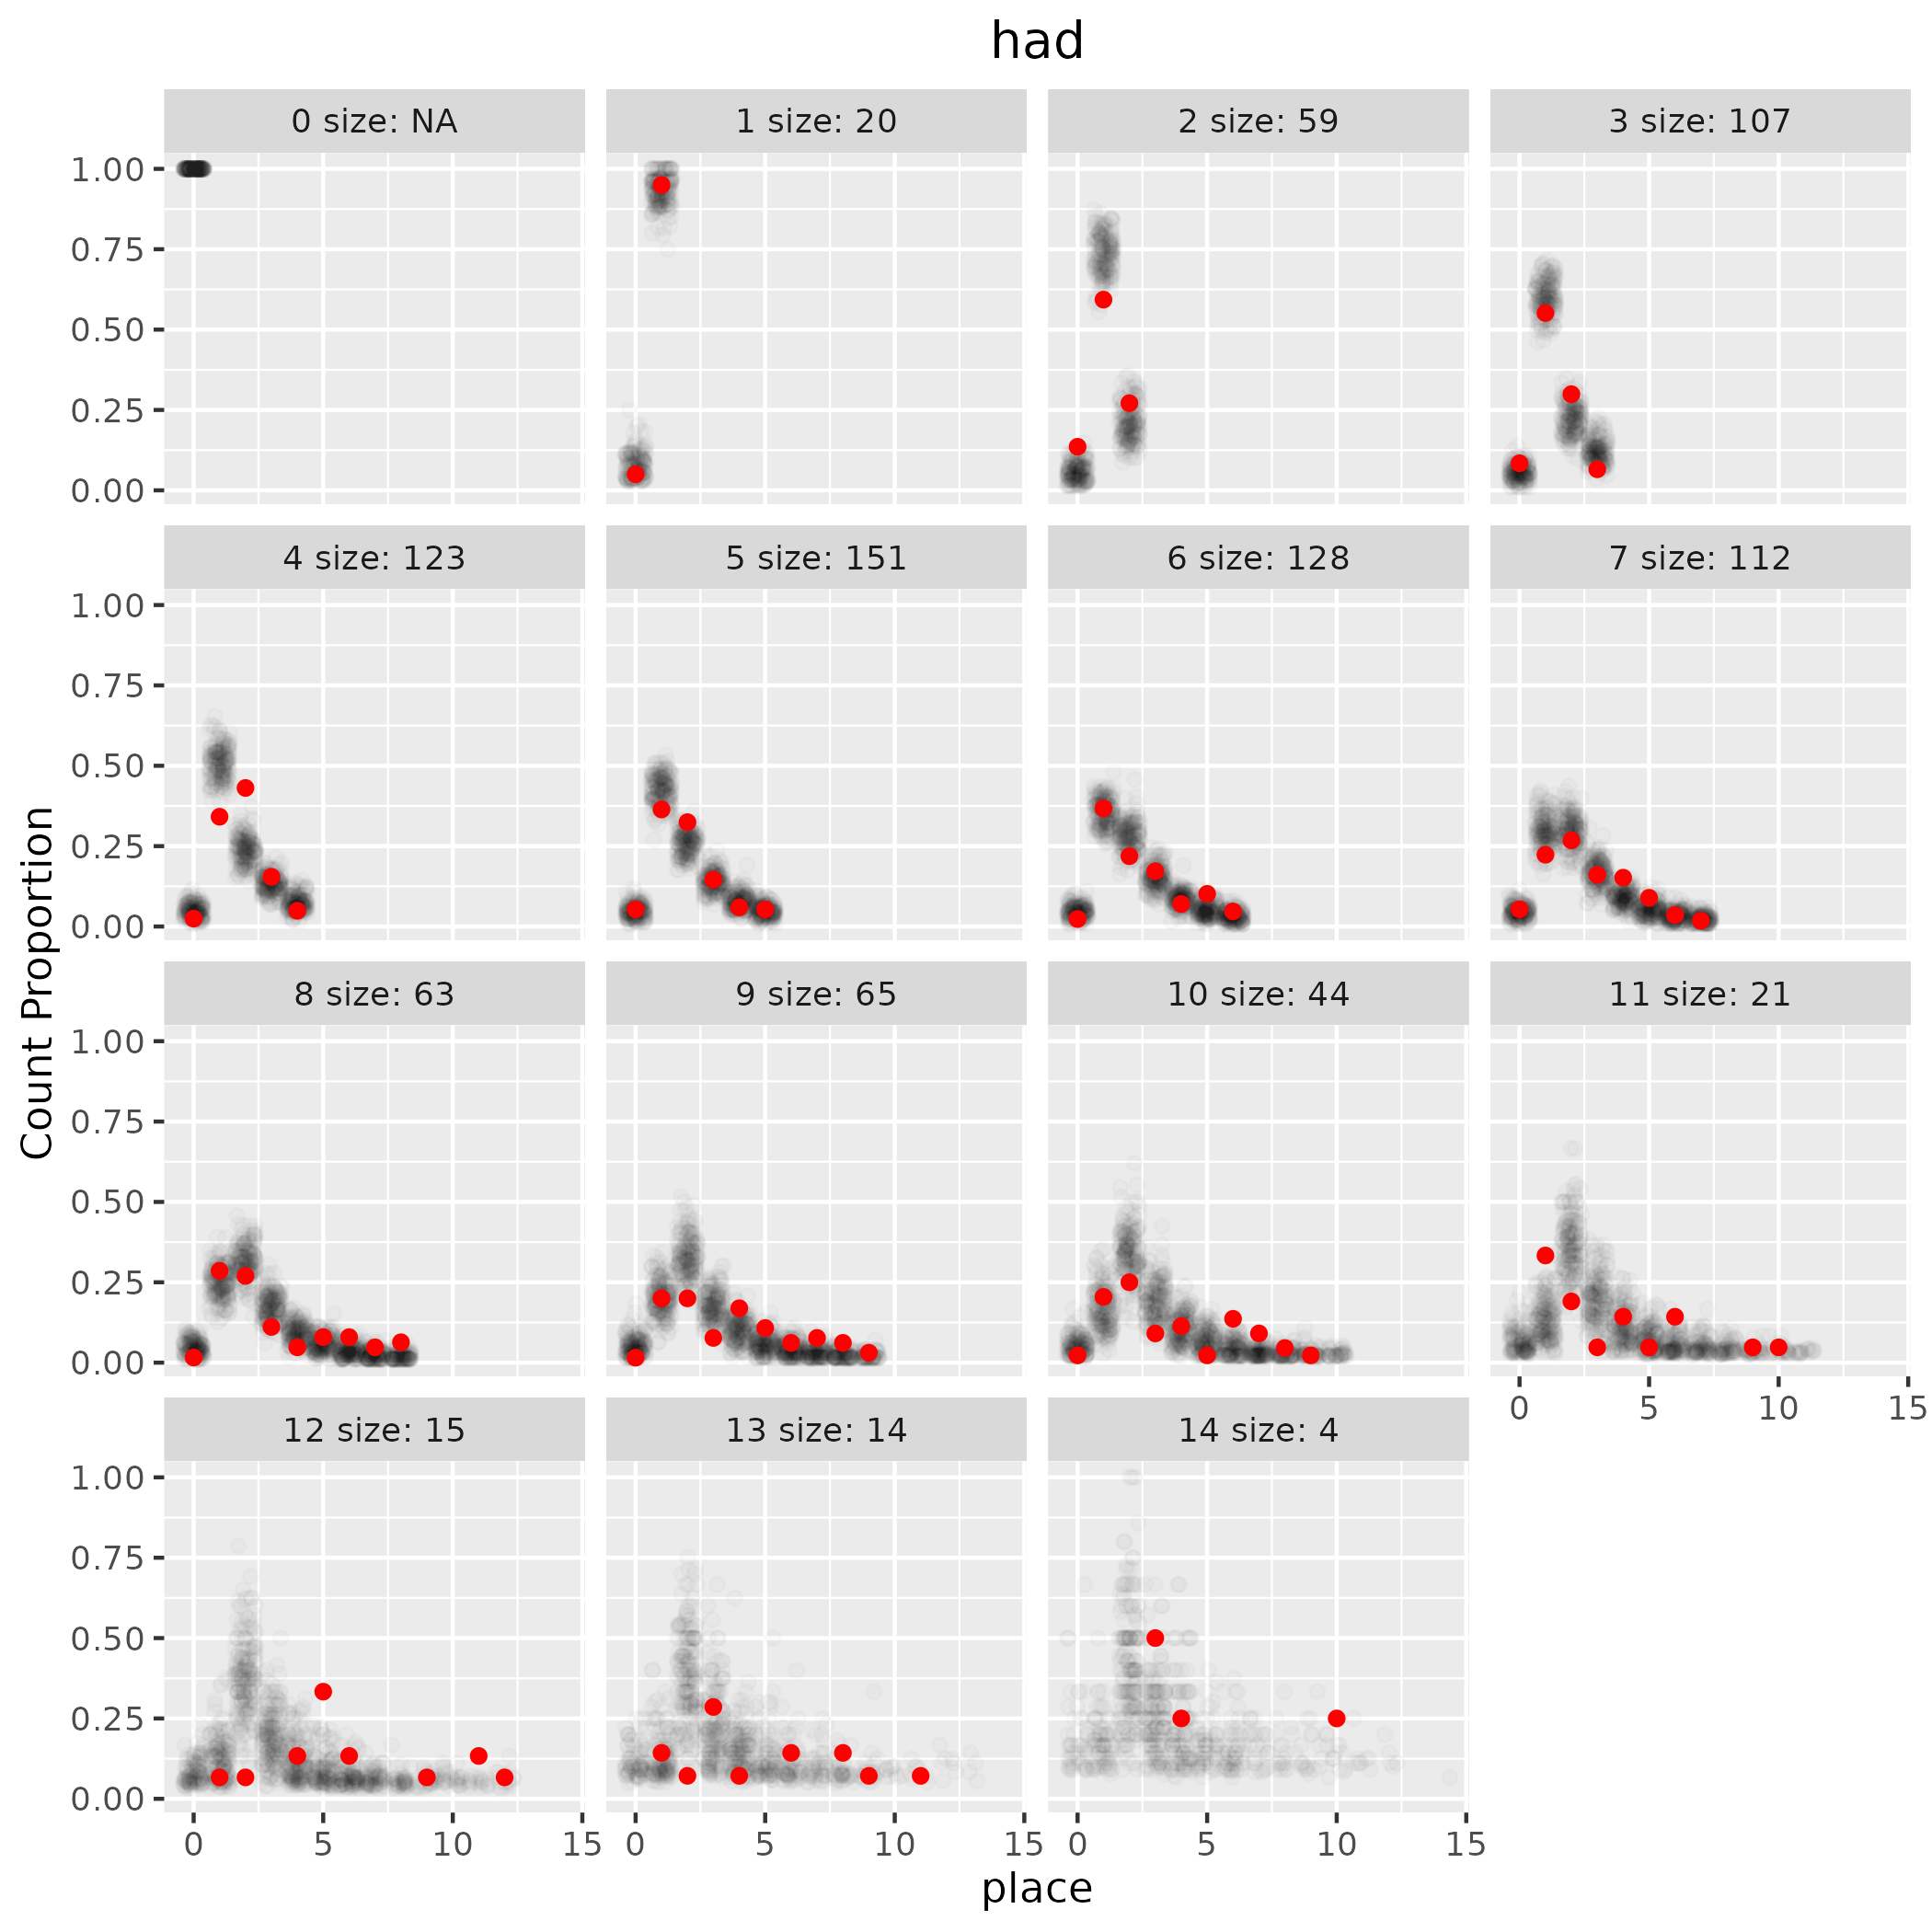 had
0 size: NA
1 size: 20
2 size: 59
3 size: 107
1.00
0.75
0.50
0.25
0.00
4 size: 123
5 size: 151
6 size: 128
7 size: 112
1.00
0.75
0.50
0.25
0.00
Count Proportion
8 size: 63
9 size: 65
10 size: 44
11 size: 21
1.00
0.75
0.50
0.25
0.00
0 5 10 15
12 size: 15
13 size: 14
14 size: 4
1.00
0.75
0.50
0.25
0.00
0 5 10 15
0 5 10 15
0 5 10 15
place